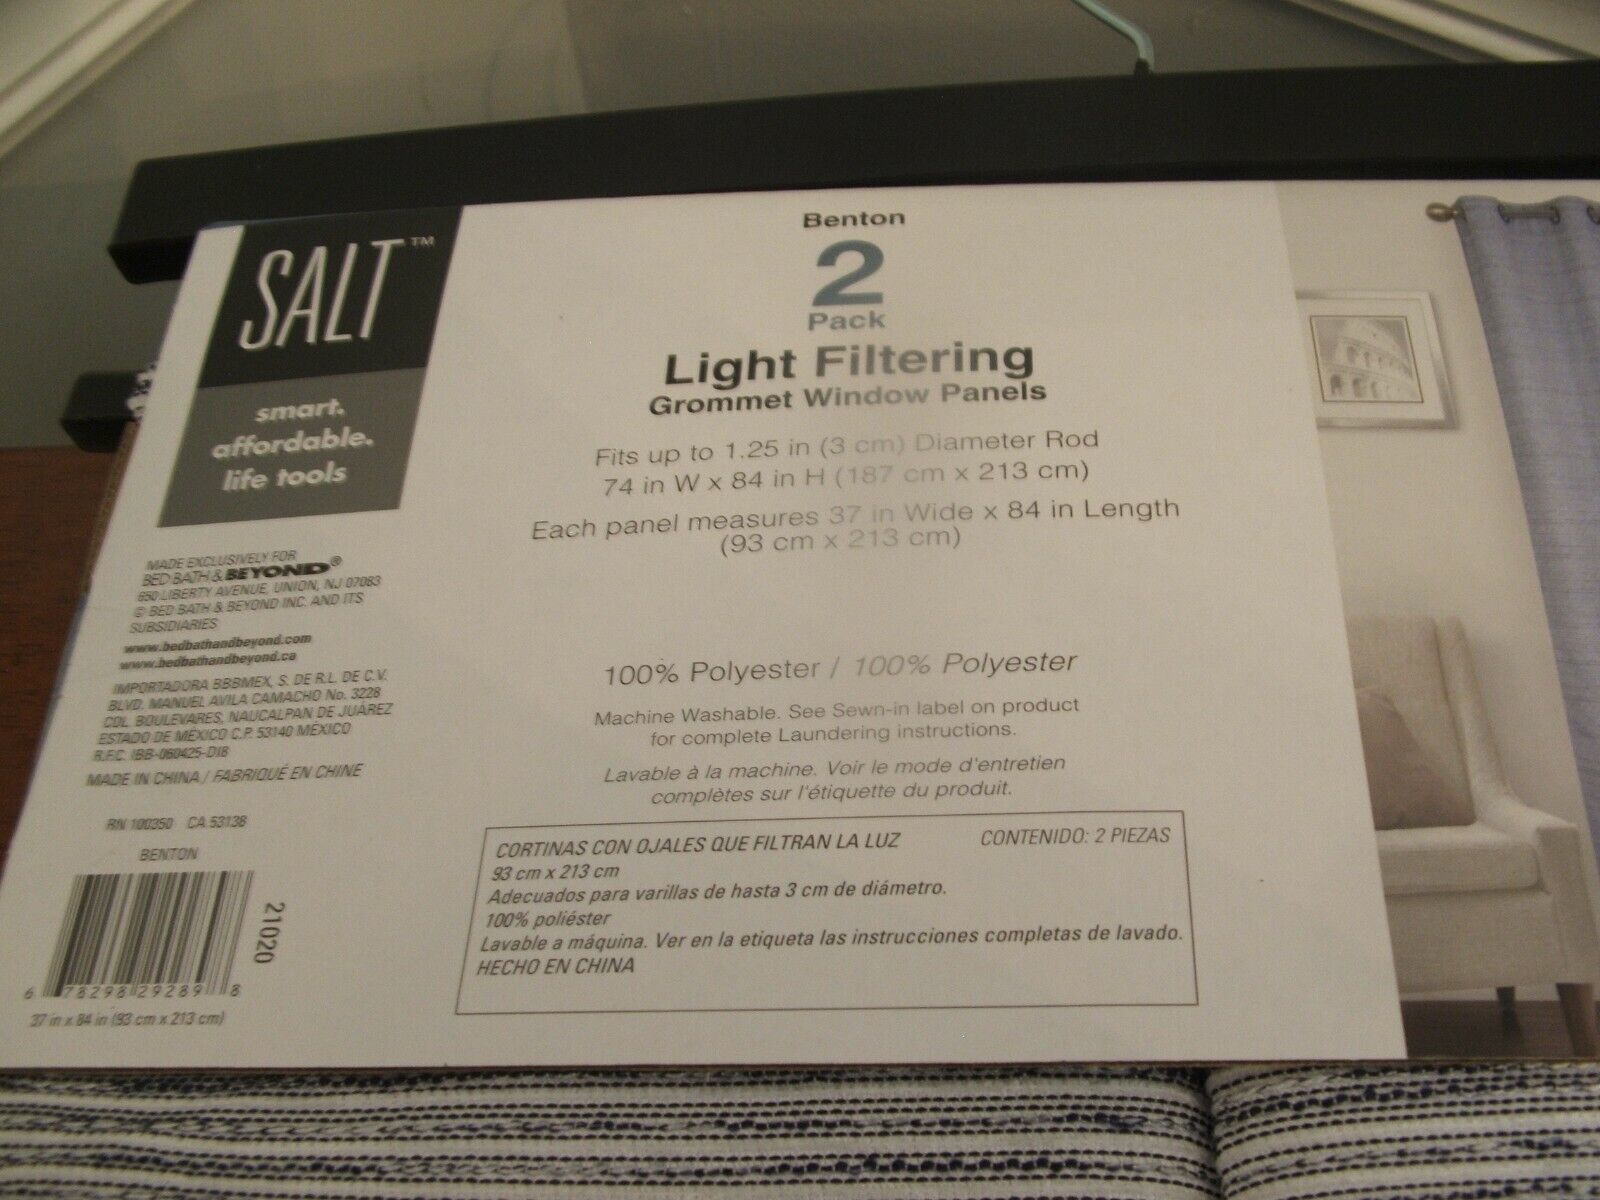 SALT™
smart.
affordable.
life tools
MADE EXCLUSIVELY FOR
BED BATH & BEYOND®
650 LIBERTY AVENUE, UNION, NJ 07083
© BED BATH & BEYOND INC. AND ITS
SUBSIDIARIES
www.bedbathandbeyond.com
www.bedbathandbeyond.ca
IMPORTADORA BBBMEX, S. DE R.L. DE C.V.
BLVD. MANUEL AVILA CAMACHO No. 3228
COL. BOULEVARES, NAUCALPAN DE JUÁREZ
ESTADO DE MÉXICO C.P. 53140 MÉXICO
R.F.C. IBB-060425-DI8
MADE IN CHINA / FABRIQUÉ EN CHINE
RN 100350 CA 53138
BENTON
21020
6 78298 29289 8
37 in x 84 in (93 cm x 213 cm)
Benton
2
Pack
Light Filtering
Grommet Window Panels
Fits up to 1.25 in (3 cm) Diameter Rod
74 in W x 84 in H (187 cm x 213 cm)
Each panel measures 37 in Wide x 84 in Length
(93 cm x 213 cm)
100% Polyester / 100% Polyester
Machine Washable. See Sewn-in label on product
for complete Laundering instructions.
Lavable à la machine. Voir le mode d'entretien
complètes sur l'étiquette du produit.
CORTINAS CON OJALES QUE FILTRAN LA LUZ CONTENIDO: 2 PIEZAS
93 cm x 213 cm
Adecuados para varillas de hasta 3 cm de diámetro.
100% poliéster
Lavable a máquina. Ver en la etiqueta las instrucciones completas de lavado.
HECHO EN CHINA